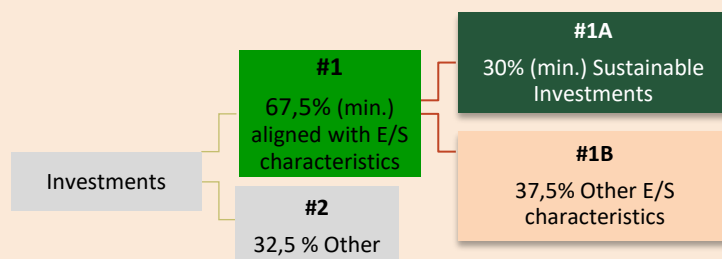 Investments
#1
67,5% (min.)
aligned with E/S
characteristics
#2
32,5 % Other
#1A
30% (min.) Sustainable
Investments
#1B
37,5% Other E/S
characteristics